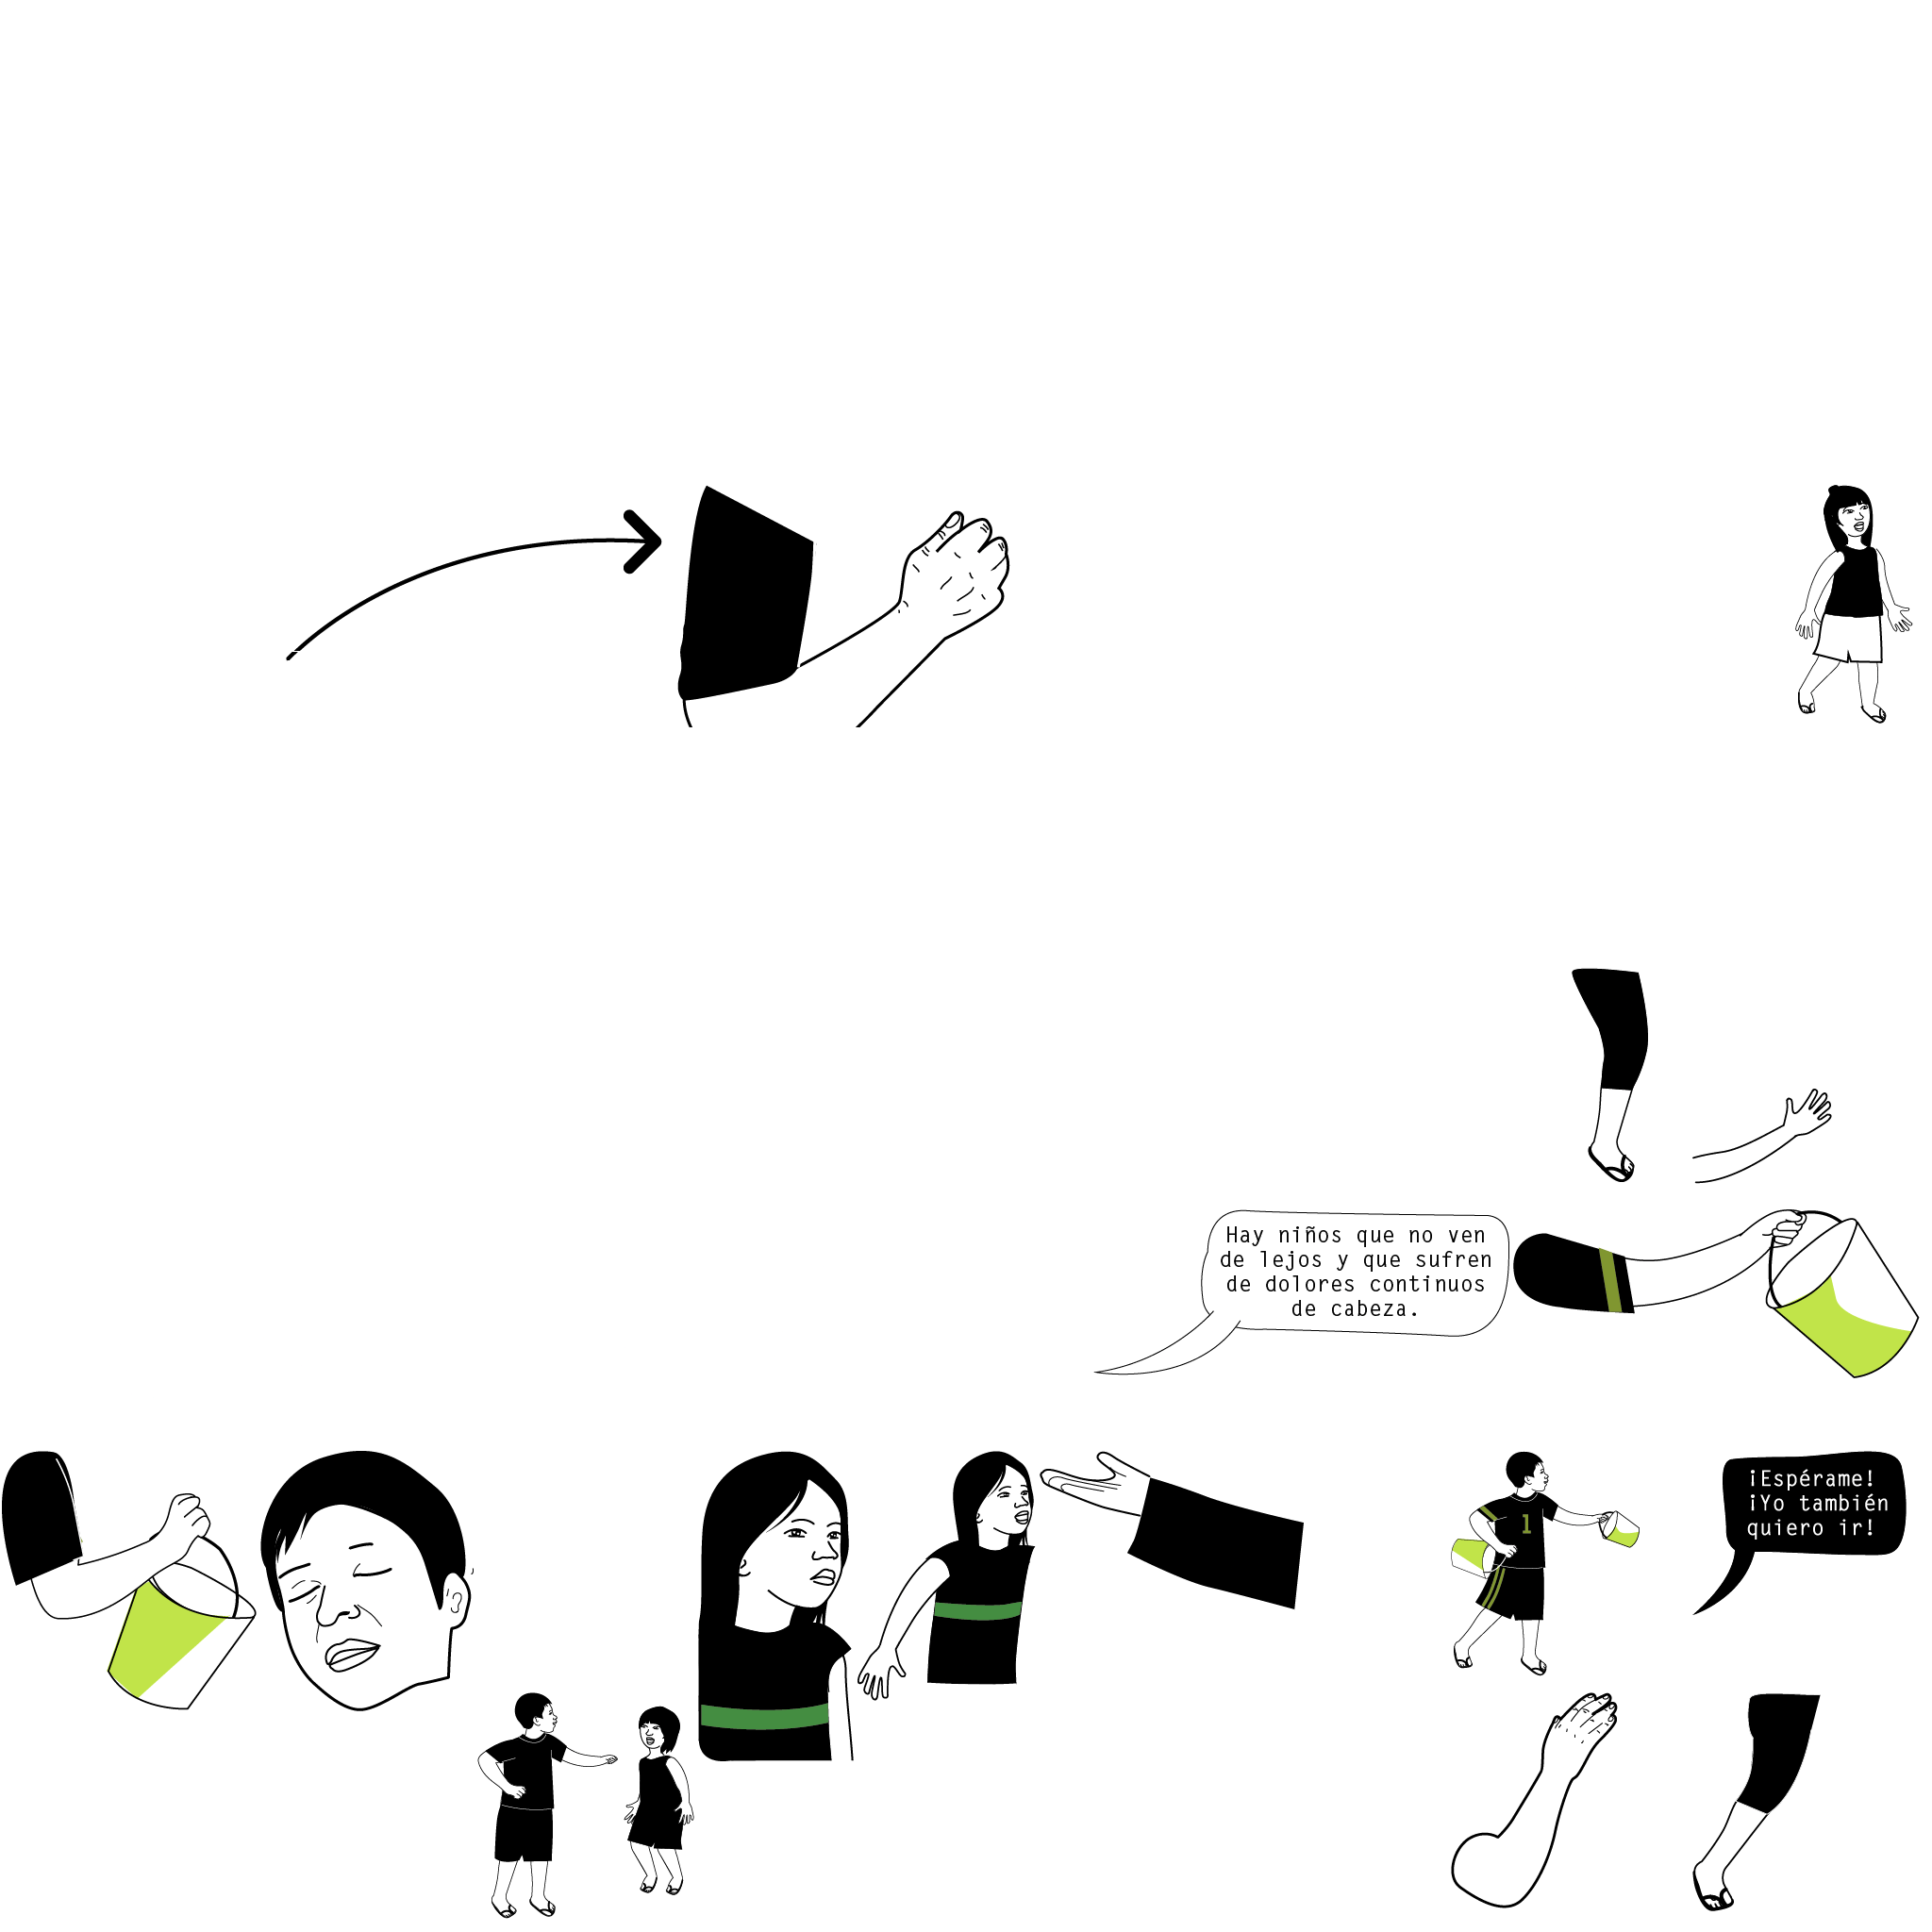 Hay niños que no ven
de lejos y que sufren
de dolores continuos
de cabeza.
¡Espérame!
¡Yo también
quiero ir!
1